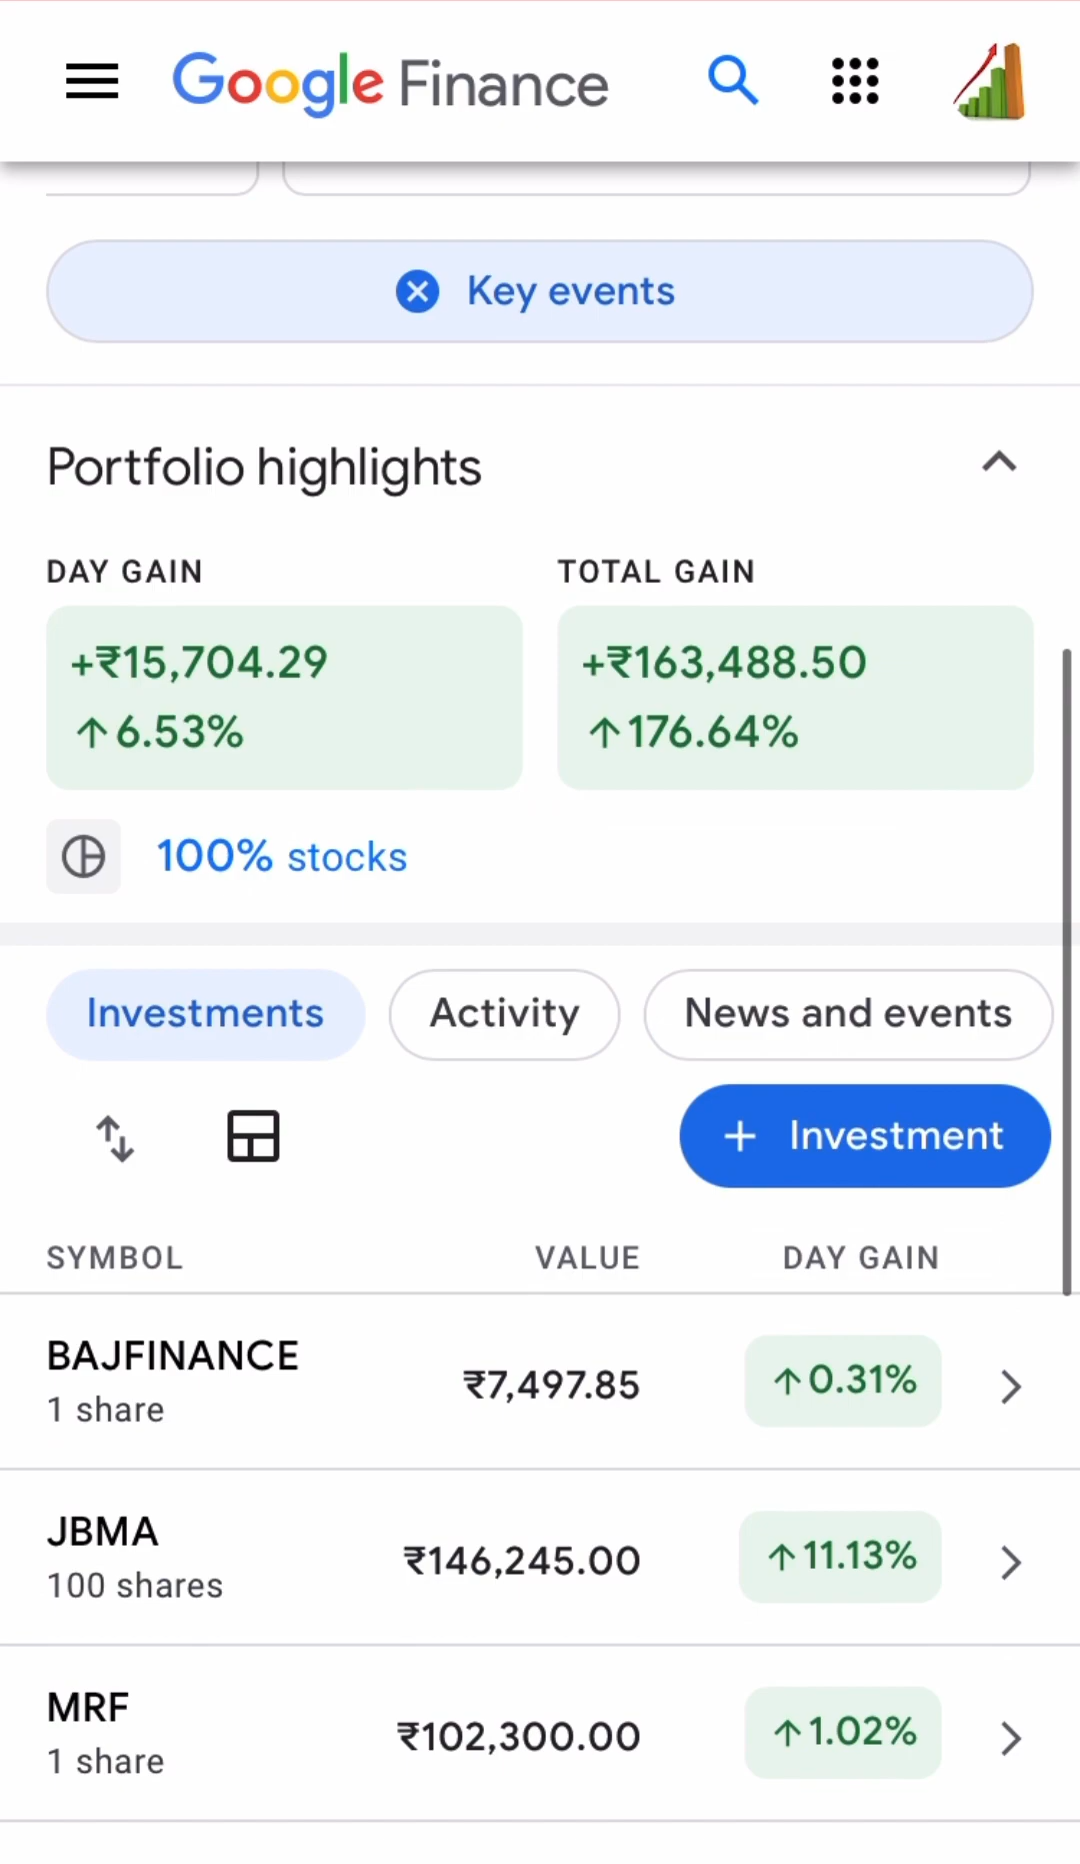 Google Finance
Key events
Portfolio highlights
DAY GAIN
TOTAL GAIN
+₹15,704.29
↑6.53%
+₹163,488.50
↑176.64%
100% stocks
Investments
Activity
News and events
+ Investment
SYMBOL
VALUE
DAY GAIN
BAJFINANCE
1 share
₹7,497.85
↑0.31%
JBMA
100 shares
₹146,245.00
↑11.13%
MRF
1 share
₹102,300.00
↑1.02%